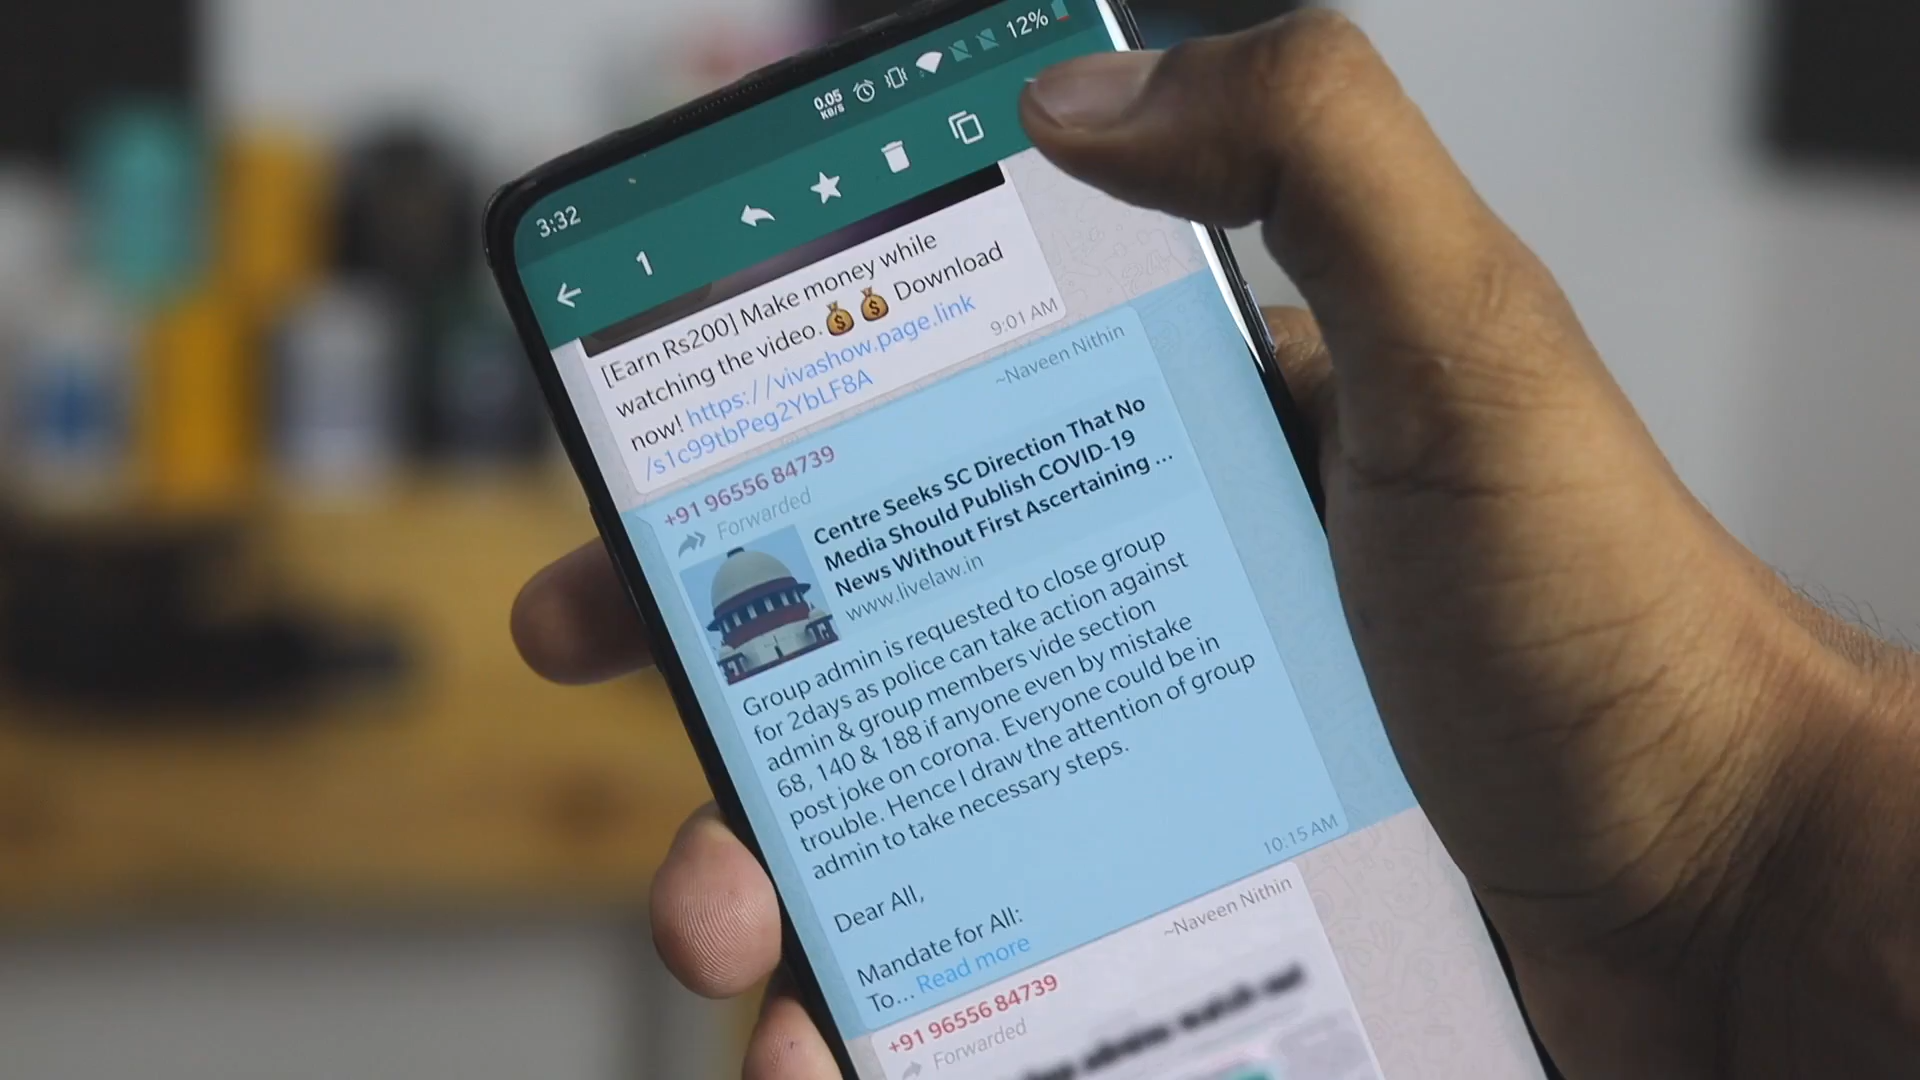 12%
0.05
KB/S
3:32
1
[Earn Rs200] Make money while
watching the video.💰💰 Download
now! https://vivashow.page.link
/s1c99tbPeg2YbLF8A
9:01 AM
+91 96556 84739
~Naveen Nithin
Forwarded
Centre Seeks SC Direction That No
Media Should Publish COVID-19
News Without First Ascertaining ...
www.livelaw.in
Group admin is requested to close group
for 2days as police can take action against
admin & group members vide section
68, 140 & 188 if anyone even by mistake
post joke on corona. Everyone could be in
trouble. Hence I draw the attention of group
admin to take necessary steps.
Dear All,
Mandate for All:
To... Read more
10:15 AM
+91 96556 84739
~Naveen Nithin
Forwarded